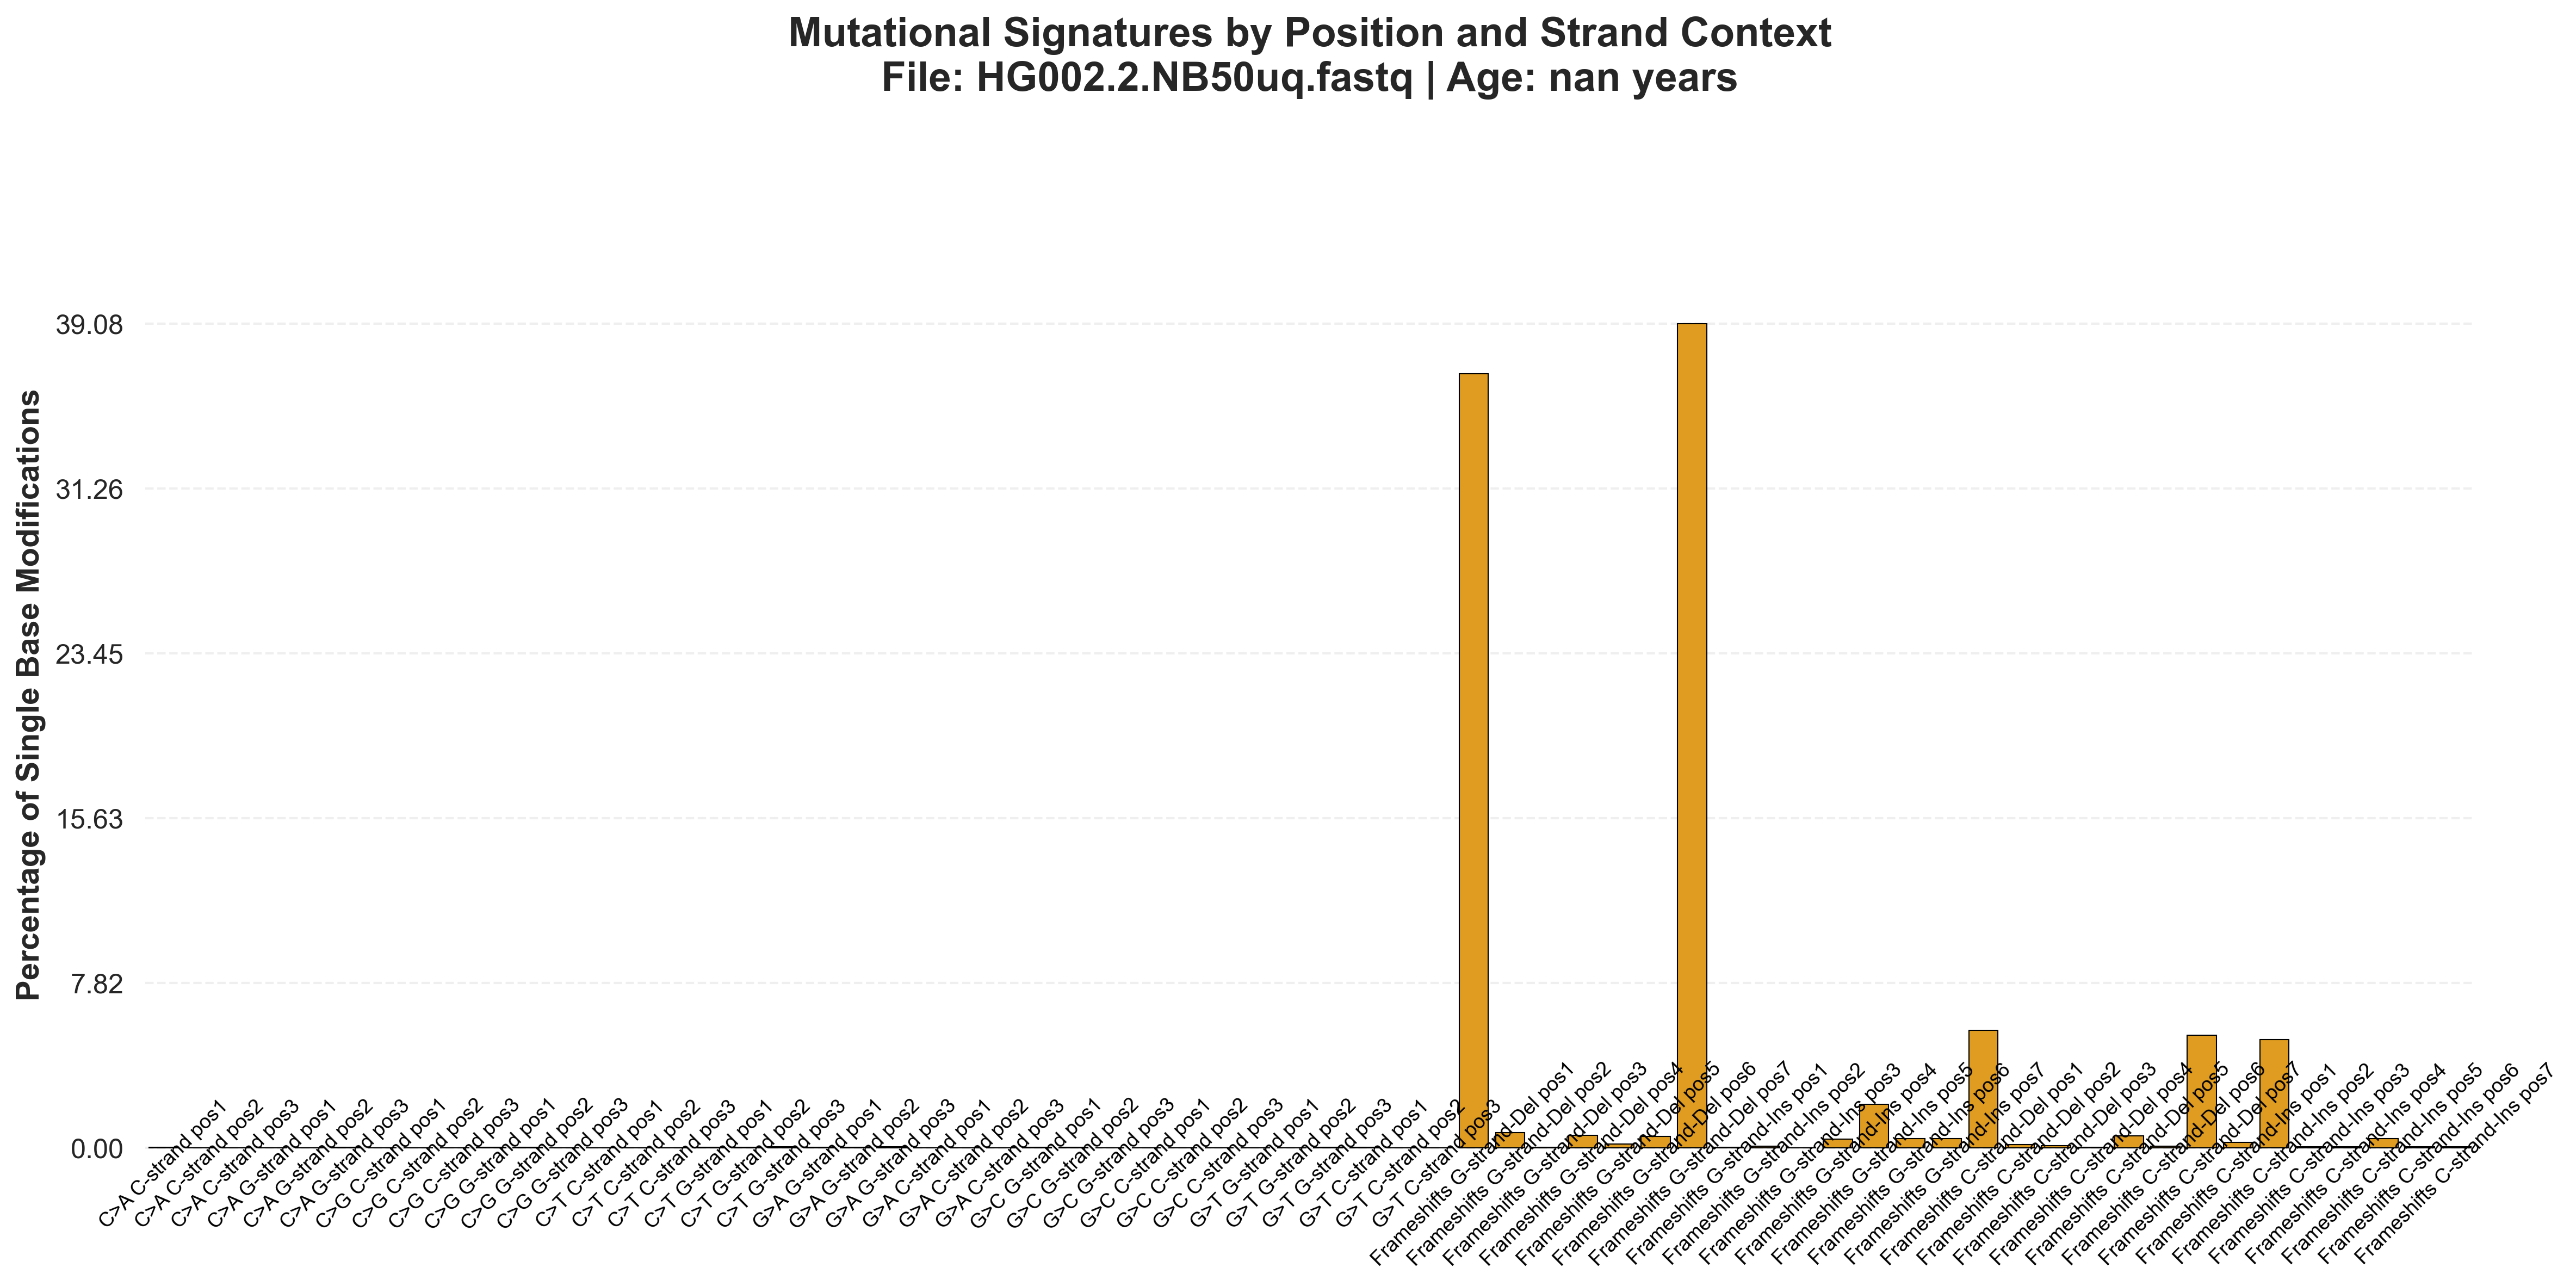 Mutational Signatures by Position and Strand Context
File: HG002.2.NB50uq.fastq | Age: nan years
Percentage of Single Base Modifications
39.08
31.26
23.45
15.63
7.82
0.00
C>A C-strand pos1
C>A C-strand pos2
C>A C-strand pos3
C>A G-strand pos1
C>A G-strand pos2
C>A G-strand pos3
C>G C-strand pos1
C>G C-strand pos2
C>G C-strand pos3
C>G G-strand pos1
C>G G-strand pos2
C>G G-strand pos3
C>T C-strand pos1
C>T C-strand pos2
C>T C-strand pos3
C>T G-strand pos1
C>T G-strand pos2
C>T G-strand pos3
G>A G-strand pos1
G>A G-strand pos2
G>A G-strand pos3
G>A C-strand pos1
G>A C-strand pos2
G>A C-strand pos3
G>C G-strand pos1
G>C G-strand pos2
G>C G-strand pos3
G>C C-strand pos1
G>C C-strand pos2
G>C C-strand pos3
G>T G-strand pos1
G>T G-strand pos2
G>T G-strand pos3
G>T C-strand pos1
G>T C-strand pos2
G>T C-strand pos3
Frameshifts G-strand-Del pos1
Frameshifts G-strand-Del pos2
Frameshifts G-strand-Del pos3
Frameshifts G-strand-Del pos4
Frameshifts G-strand-Del pos5
Frameshifts G-strand-Del pos6
Frameshifts G-strand-Del pos7
Frameshifts G-strand-Ins pos1
Frameshifts G-strand-Ins pos2
Frameshifts G-strand-Ins pos3
Frameshifts G-strand-Ins pos4
Frameshifts G-strand-Ins pos5
Frameshifts G-strand-Ins pos6
Frameshifts G-strand-Ins pos7
Frameshifts C-strand-Del pos1
Frameshifts C-strand-Del pos2
Frameshifts C-strand-Del pos3
Frameshifts C-strand-Del pos4
Frameshifts C-strand-Del pos5
Frameshifts C-strand-Del pos6
Frameshifts C-strand-Del pos7
Frameshifts C-strand-Ins pos1
Frameshifts C-strand-Ins pos2
Frameshifts C-strand-Ins pos3
Frameshifts C-strand-Ins pos4
Frameshifts C-strand-Ins pos5
Frameshifts C-strand-Ins pos6
Frameshifts C-strand-Ins pos7